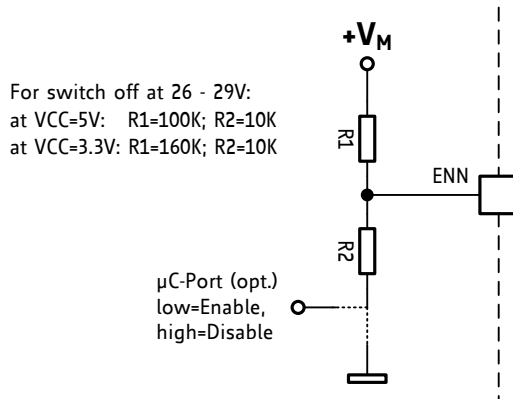 +VM
For switch off at 26 - 29V:
at VCC=5V: R1=100K; R2=10K
at VCC=3.3V: R1=160K; R2=10K
R1
ENN
R2
µC-Port (opt.)
low=Enable,
high=Disable